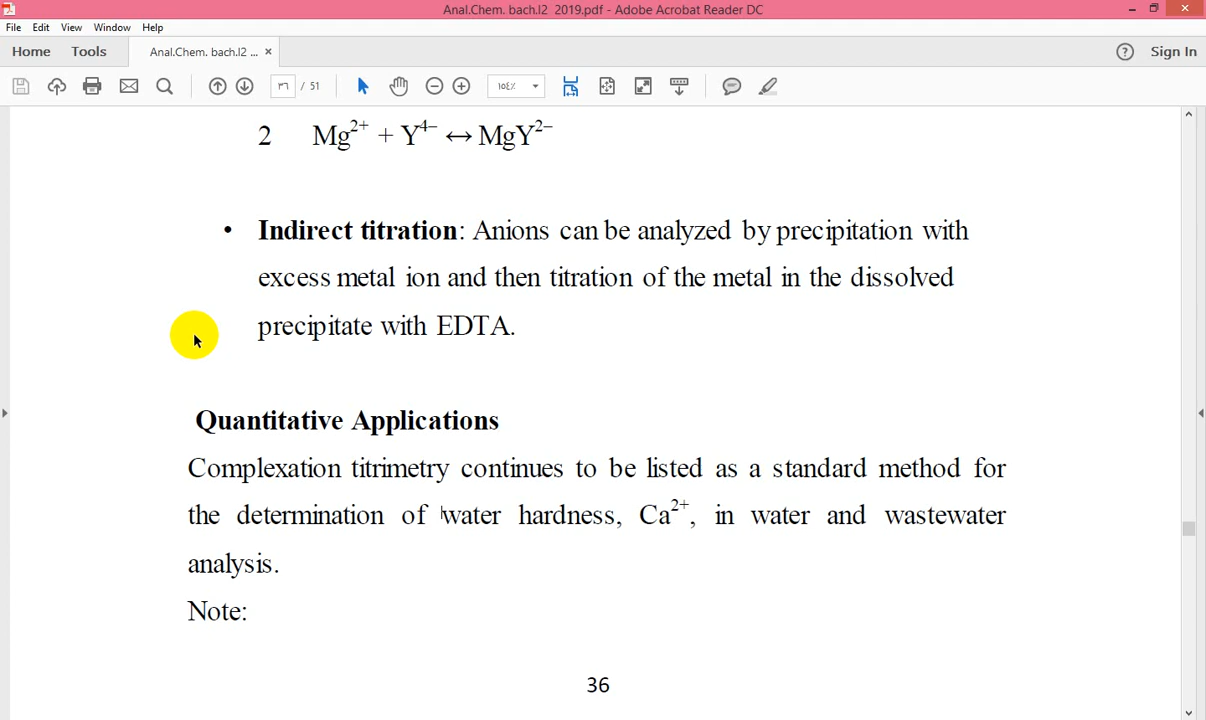 Anal.Chem. bach.l2 2019.pdf - Adobe Acrobat Reader DC
File Edit View Window Help
Home Tools Anal.Chem. bach.l2 ... × Sign In
٣٦ / 51 ١٥٤٪
2 Mg²⁺ + Y⁴⁻ ↔ MgY²⁻
• Indirect titration: Anions can be analyzed by precipitation with
excess metal ion and then titration of the metal in the dissolved
precipitate with EDTA.
Quantitative Applications
Complexation titrimetry continues to be listed as a standard method for
the determination of water hardness, Ca²⁺, in water and wastewater
analysis.
Note:
36